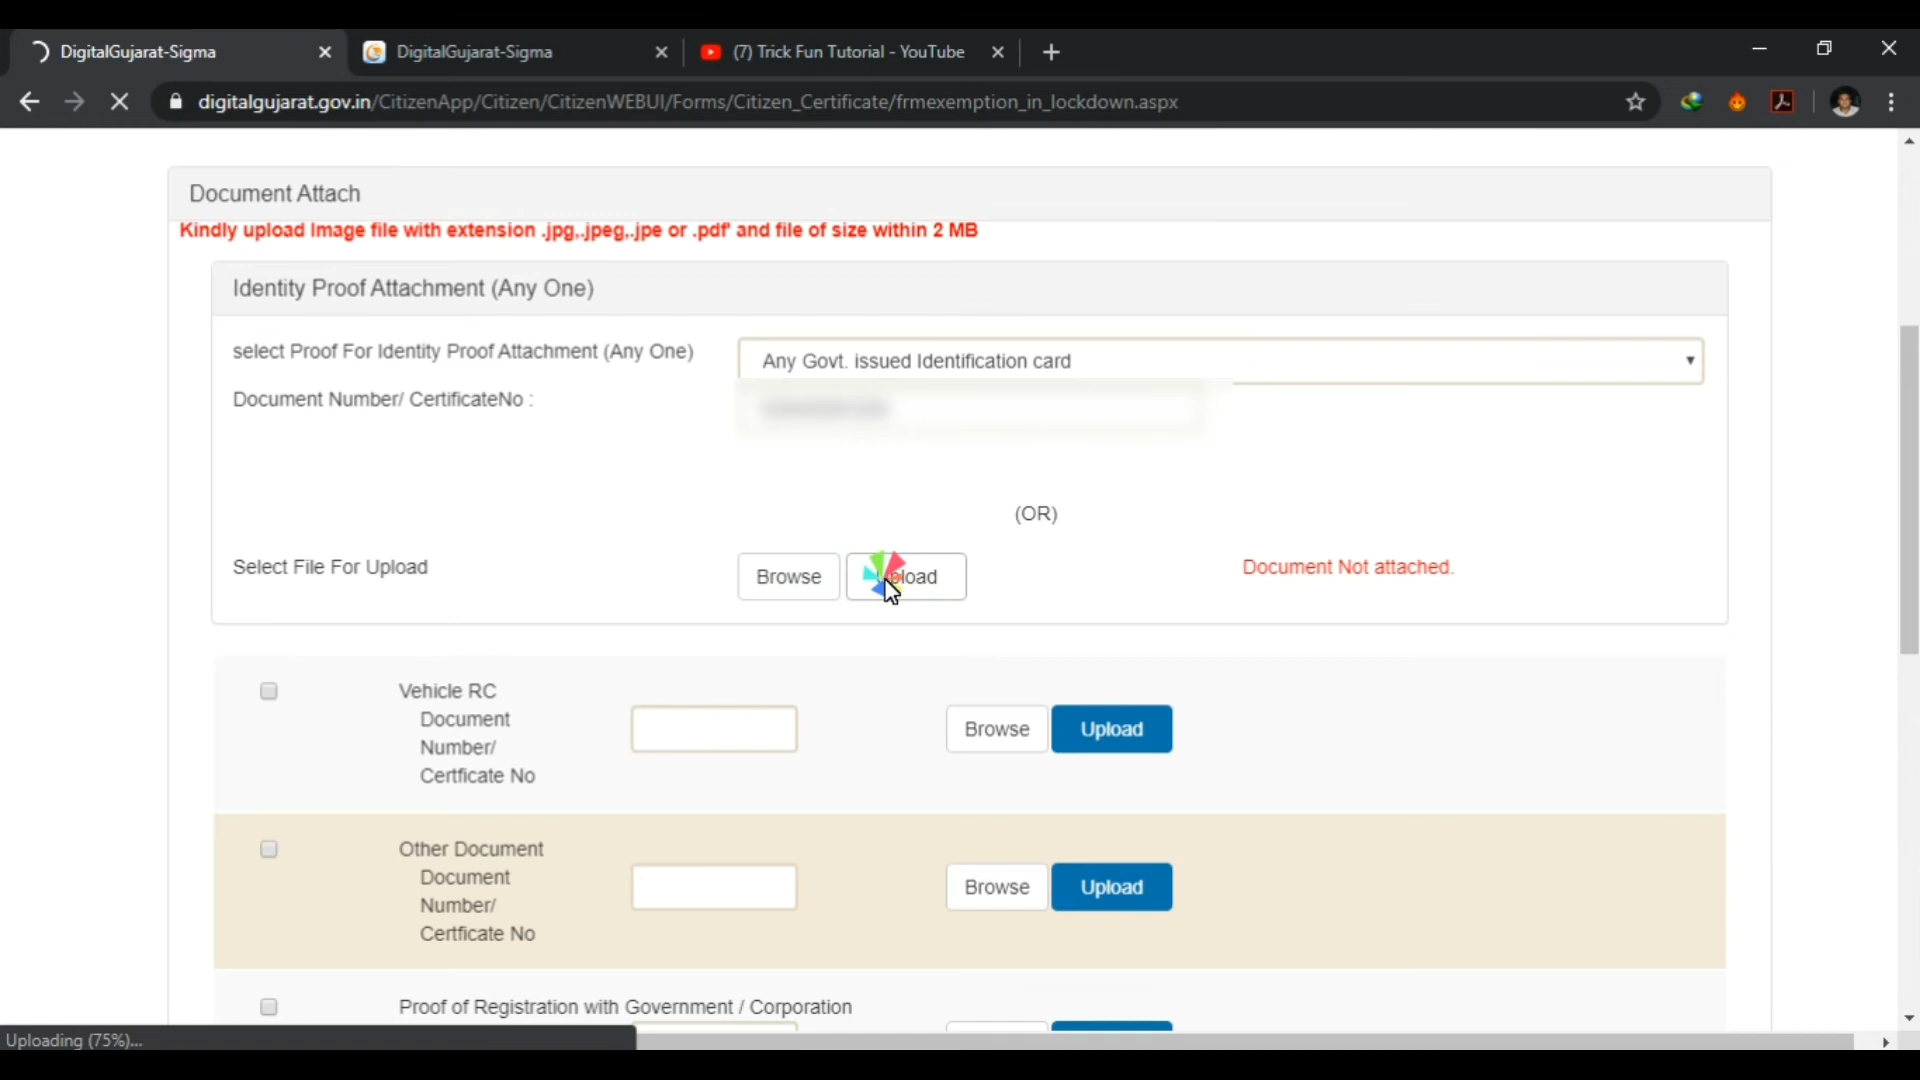 DigitalGujarat-Sigma
DigitalGujarat-Sigma
(7) Trick Fun Tutorial - YouTube
digitalgujarat.gov.in/CitizenApp/Citizen/CitizenWEBUI/Forms/Citizen_Certificate/frmexemption_in_lockdown.aspx
Document Attach
Kindly upload Image file with extension .jpg,.jpeg,.jpe or .pdf' and file of size within 2 MB
Identity Proof Attachment (Any One)
select Proof For Identity Proof Attachment (Any One)
Any Govt. issued Identification card
Document Number/ CertificateNo :
(OR)
Select File For Upload
Browse
Upload
Document Not attached.
Vehicle RC
Document
Number/
Certficate No
Browse
Upload
Other Document
Document
Number/
Certficate No
Browse
Upload
Proof of Registration with Government / Corporation
Uploading (75%)...